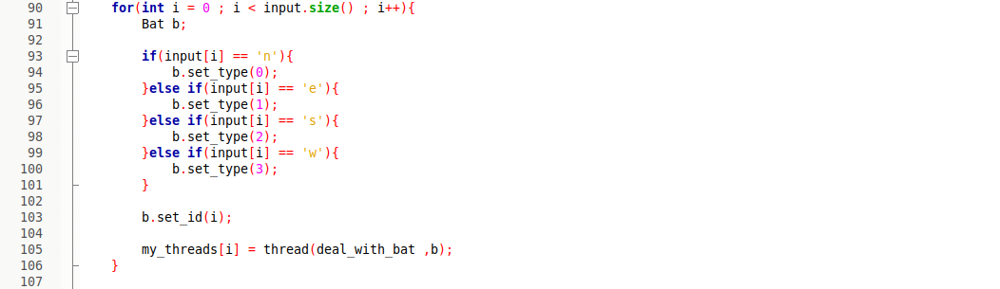 90 for(int i = 0 ; i < input.size() ; i++){
91 Bat b;
92
93 if(input[i] == 'n'){
94 b.set_type(0);
95 }else if(input[i] == 'e'){
96 b.set_type(1);
97 }else if(input[i] == 's'){
98 b.set_type(2);
99 }else if(input[i] == 'w'){
100 b.set_type(3);
101 }
102
103 b.set_id(i);
104
105 my_threads[i] = thread(deal_with_bat ,b);
106 }
107